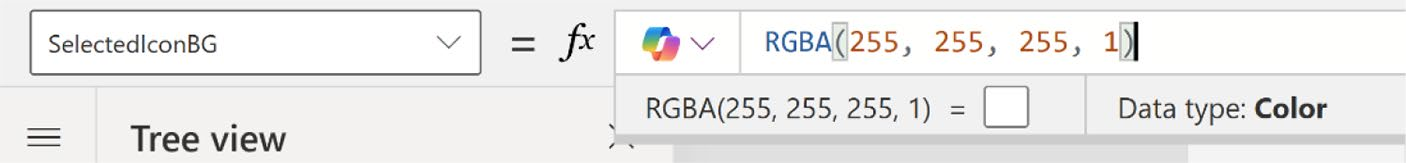 SelectedIconBG = fx RGBA(255, 255, 255, 1)
RGBA(255, 255, 255, 1) = Data type: Color
Tree view